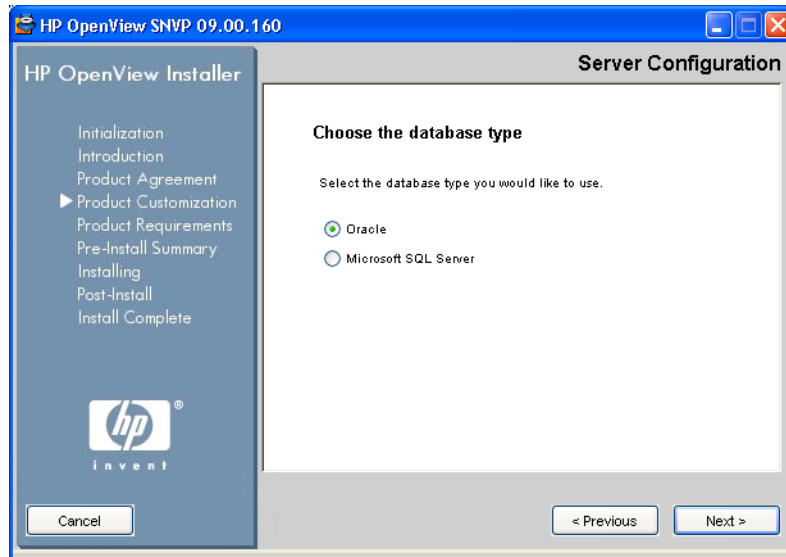 HP OpenView SNVP 09.00.160
HP OpenView Installer
Server Configuration
Initialization
Introduction
Product Agreement
Product Customization
Product Requirements
Pre-Install Summary
Installing
Post-Install
Install Complete
Choose the database type
Select the database type you would like to use.
Oracle
Microsoft SQL Server
hp
®
invent
Cancel
< Previous
Next >